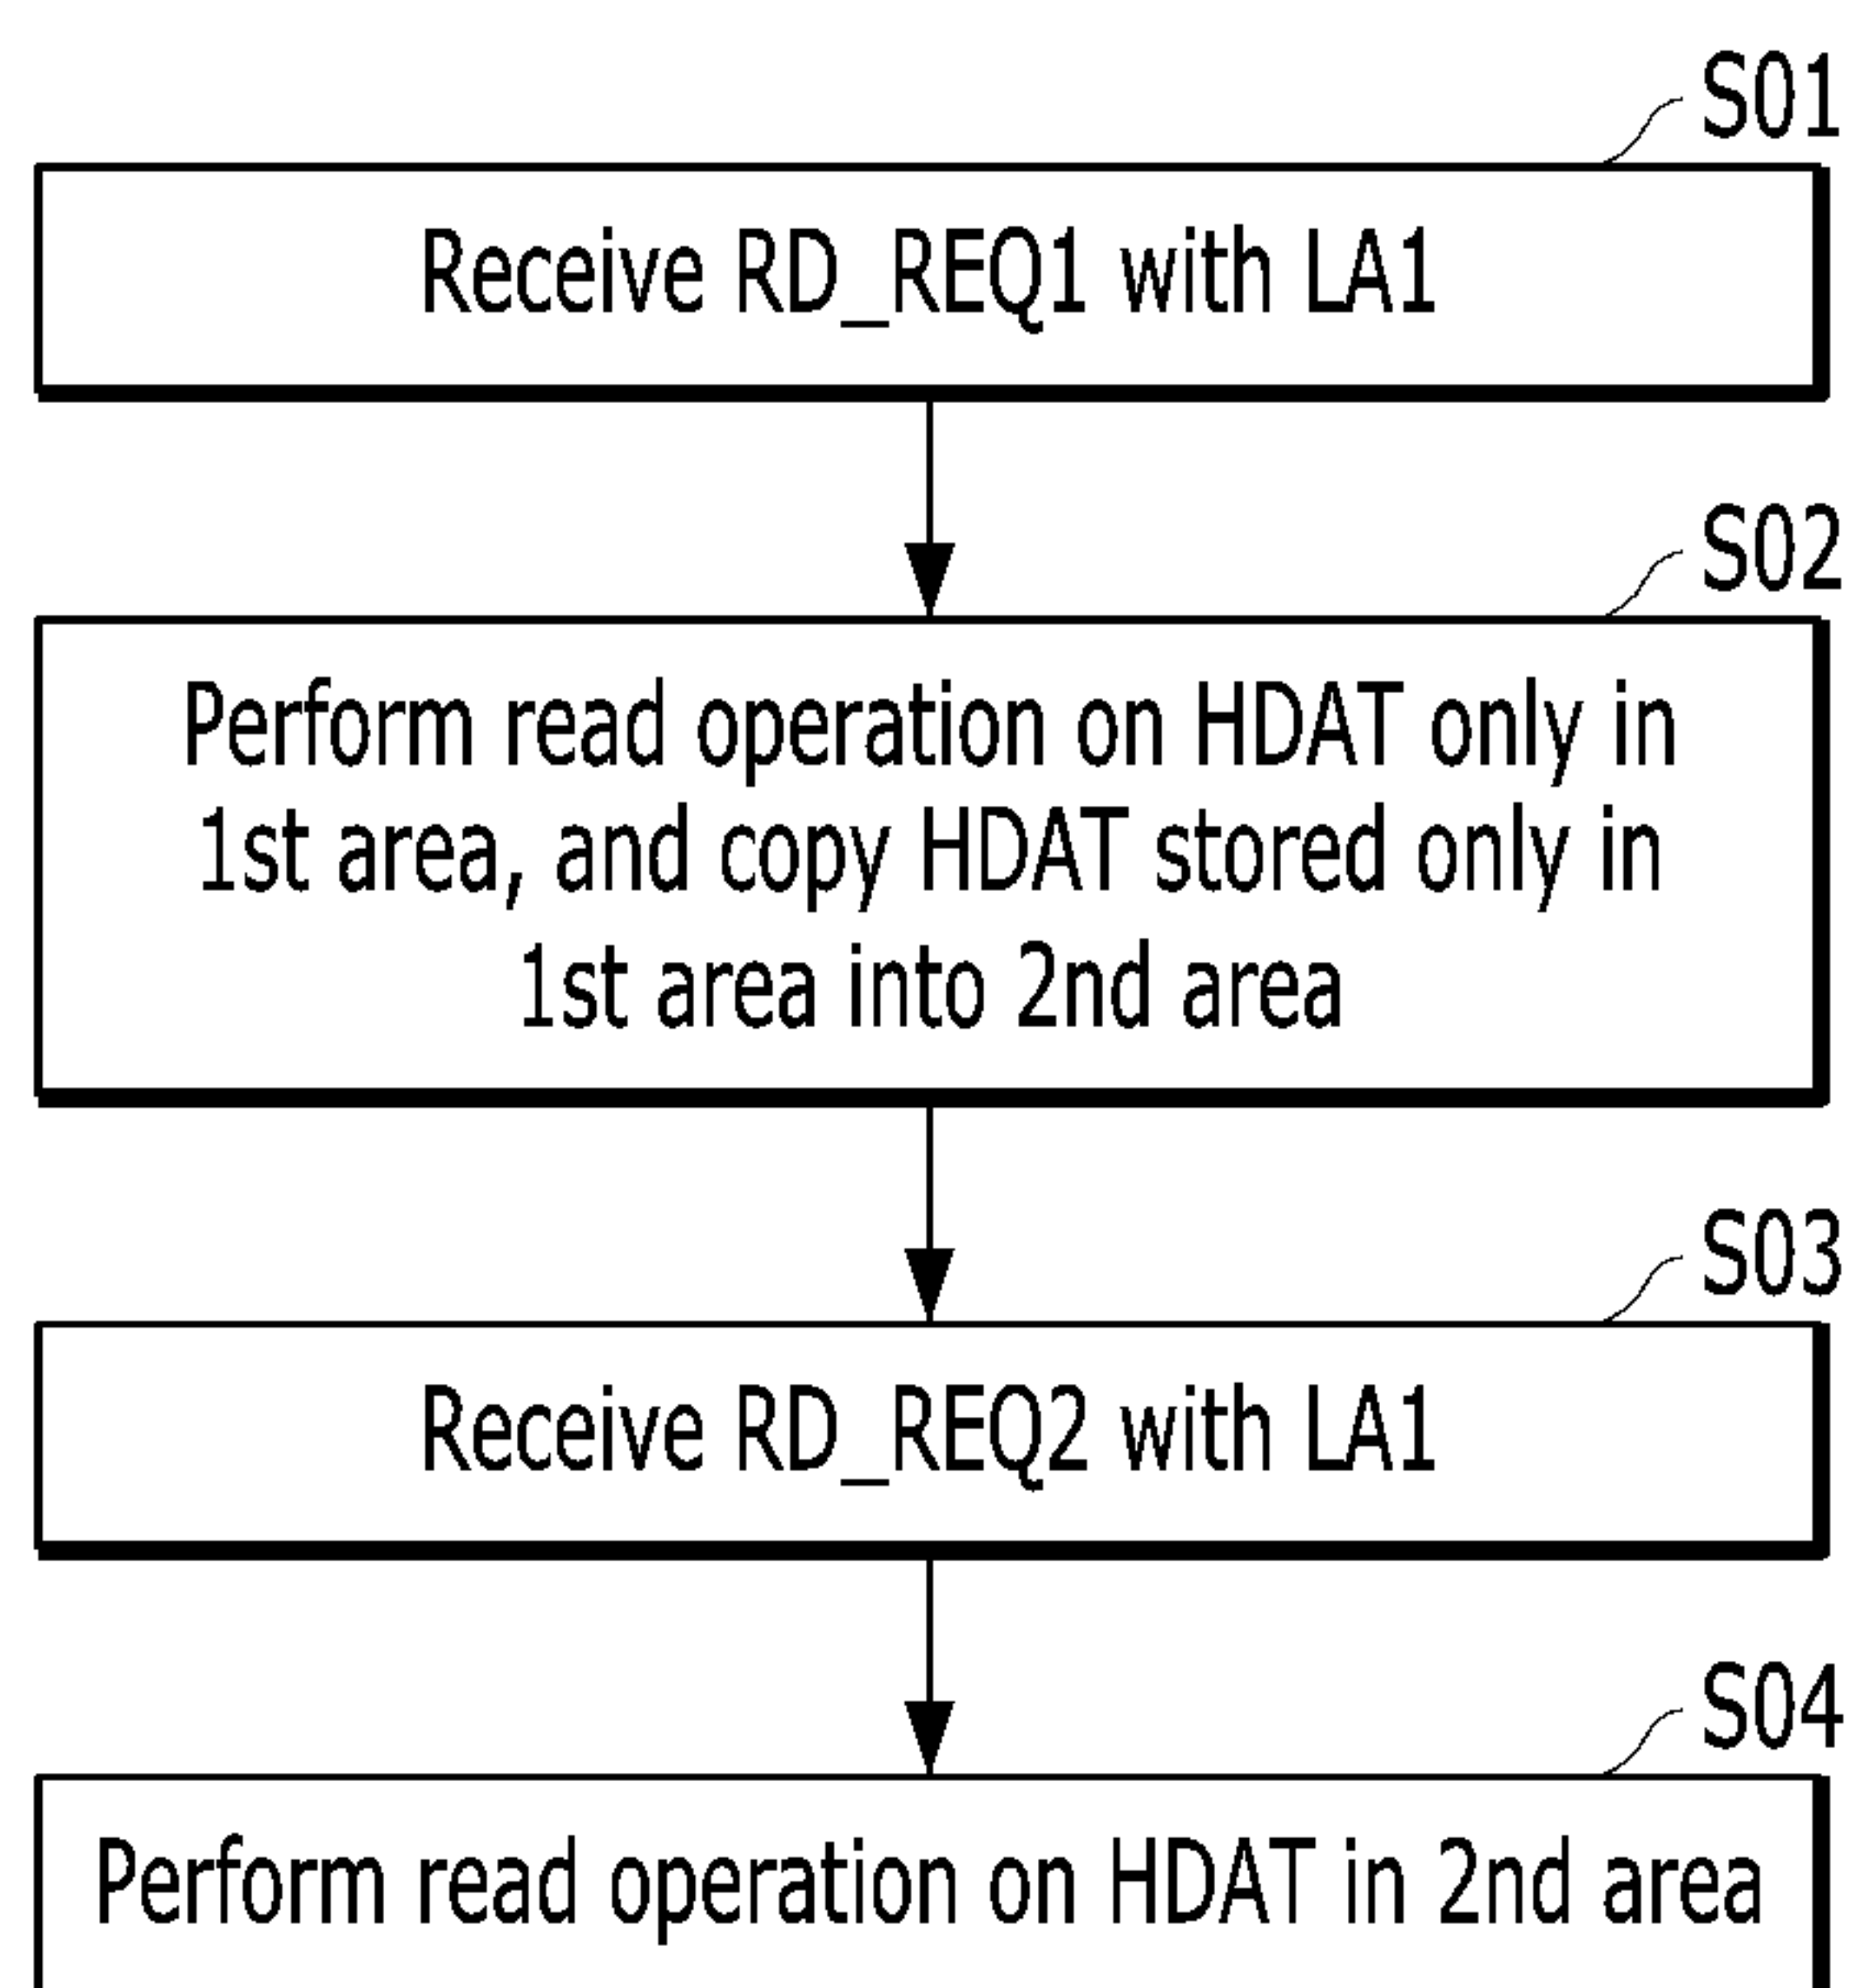 S01
Receive RD_REQ1 with LA1
S02
Perform read operation on HDAT only in
1st area, and copy HDAT stored only in
1st area into 2nd area
S03
Receive RD_REQ2 with LA1
S04
Perform read operation on HDAT in 2nd area